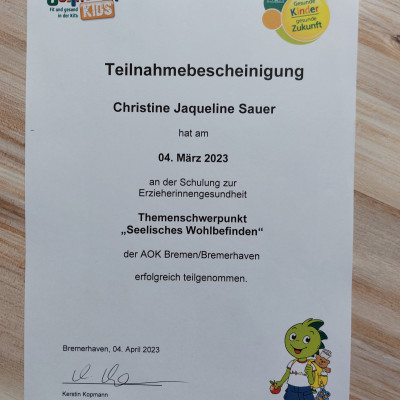 KIDS
fit und gesund
in der Kita
Gesunde
Kinder
gesunde
Zukunft
Teilnahmebescheinigung
Christine Jaqueline Sauer
hat am
04. März 2023
an der Schulung zur
Erzieherinnengesundheit
Themenschwerpunkt
„Seelisches Wohlbefinden“
der AOK Bremen/Bremerhaven
erfolgreich teilgenommen.
Bremerhaven, 04. April 2023
Kerstin Kopmann